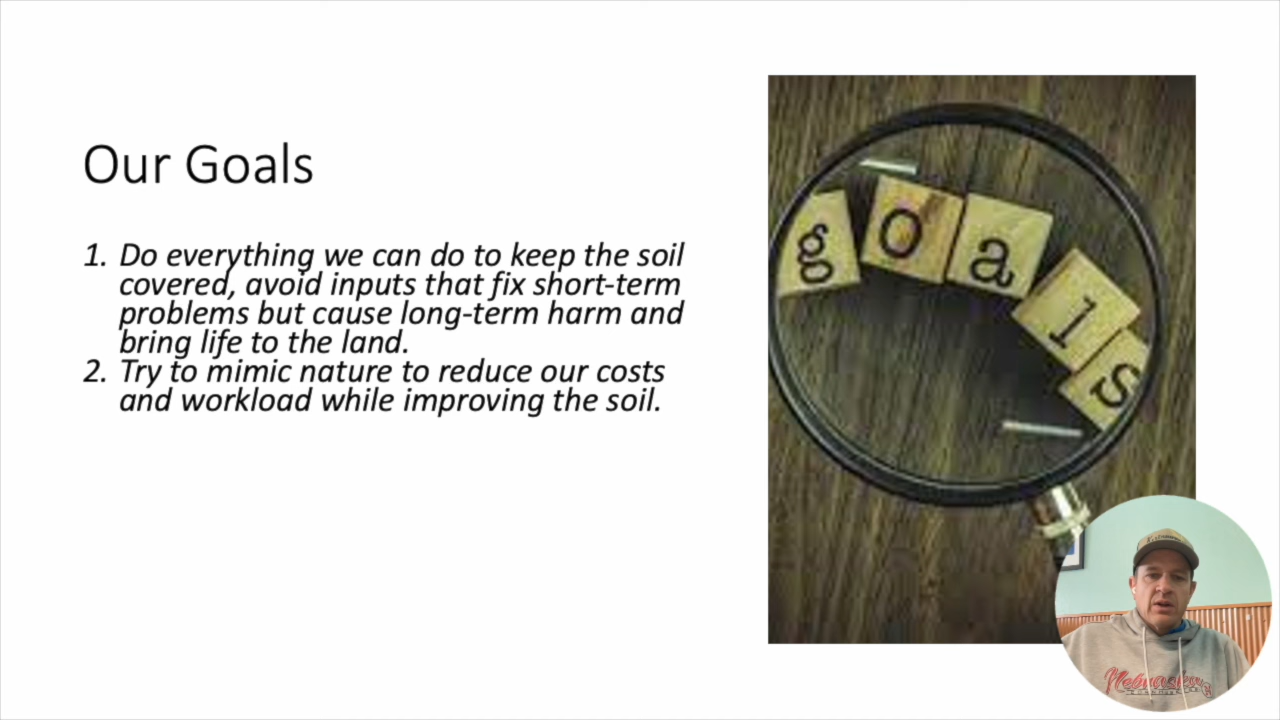 Our Goals
1. Do everything we can do to keep the soil
covered, avoid inputs that fix short-term
problems but cause long-term harm and
bring life to the land.
2. Try to mimic nature to reduce our costs
and workload while improving the soil.
goals
Nebraska